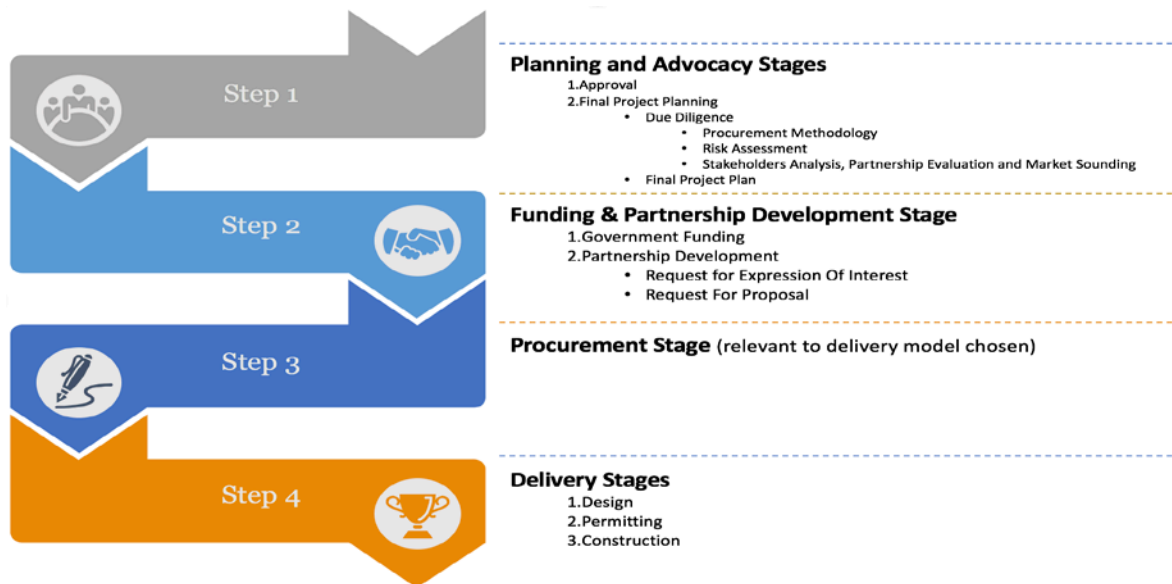 Step 1
Planning and Advocacy Stages
1.Approval
2.Final Project Planning
• Due Diligence
• Procurement Methodology
• Risk Assessment
• Stakeholders Analysis, Partnership Evaluation and Market Sounding
• Final Project Plan
Step 2
Funding & Partnership Development Stage
1.Government Funding
2.Partnership Development
• Request for Expression Of Interest
• Request For Proposal
Step 3
Procurement Stage (relevant to delivery model chosen)
Step 4
Delivery Stages
1.Design
2.Permitting
3.Construction